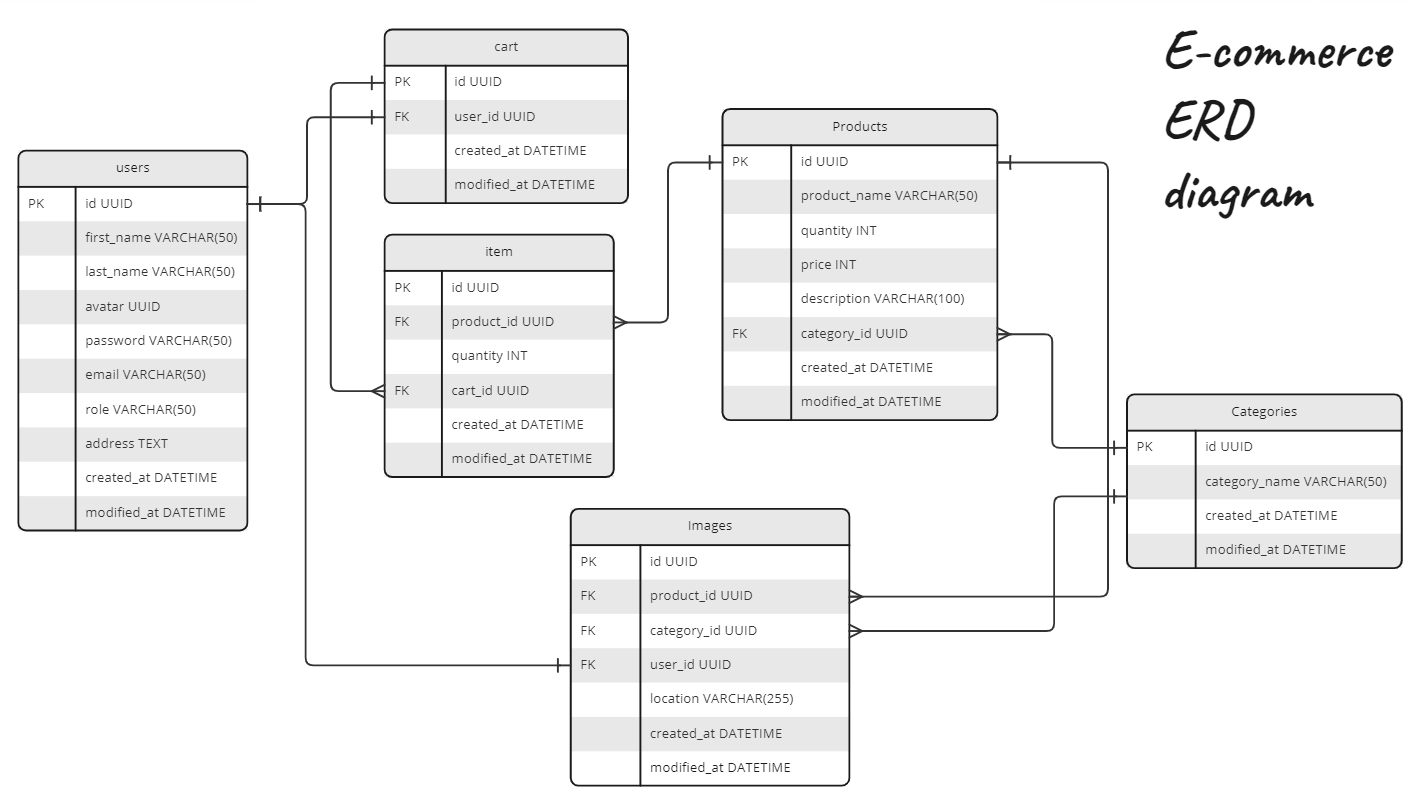 E-commerce
ERD
diagram
cart
PK id UUID
FK user_id UUID
created_at DATETIME
modified_at DATETIME
users
PK id UUID
first_name VARCHAR(50)
last_name VARCHAR(50)
avatar UUID
password VARCHAR(50)
email VARCHAR(50)
role VARCHAR(50)
address TEXT
created_at DATETIME
modified_at DATETIME
item
PK id UUID
FK product_id UUID
quantity INT
FK cart_id UUID
created_at DATETIME
modified_at DATETIME
Products
PK id UUID
product_name VARCHAR(50)
quantity INT
price INT
description VARCHAR(100)
FK category_id UUID
created_at DATETIME
modified_at DATETIME
Categories
PK id UUID
category_name VARCHAR(50)
created_at DATETIME
modified_at DATETIME
Images
PK id UUID
FK product_id UUID
FK category_id UUID
FK user_id UUID
location VARCHAR(255)
created_at DATETIME
modified_at DATETIME